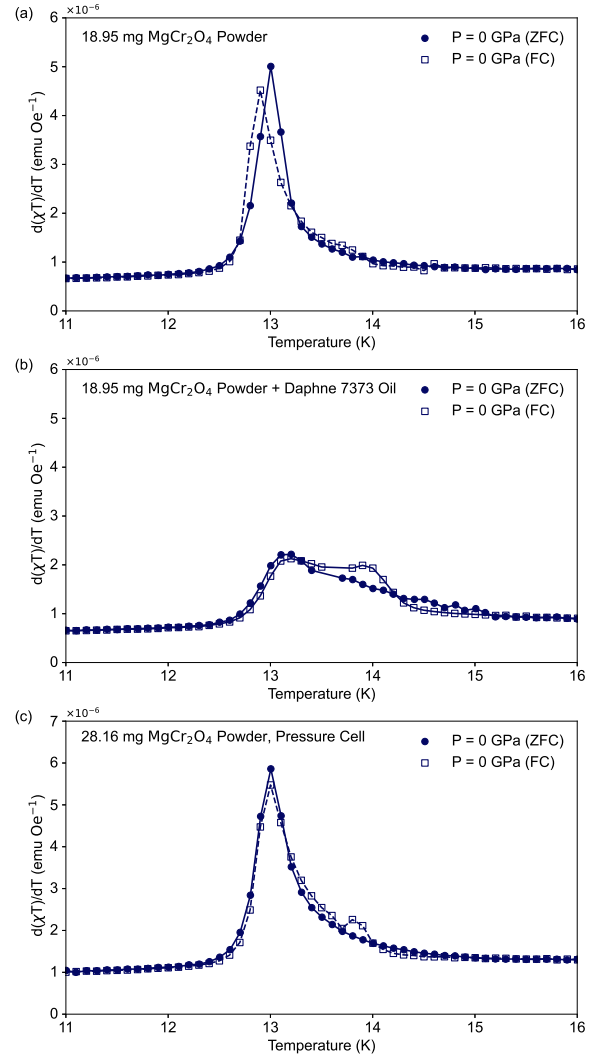 (a)
×10⁻⁶
18.95 mg MgCr₂O₄ Powder
P = 0 GPa (ZFC)
P = 0 GPa (FC)
d(χT)/dT (emu Oe⁻¹)
6
5
4
3
2
1
0
11 12 13 14 15 16
Temperature (K)
(b)
×10⁻⁶
18.95 mg MgCr₂O₄ Powder + Daphne 7373 Oil
P = 0 GPa (ZFC)
P = 0 GPa (FC)
d(χT)/dT (emu Oe⁻¹)
6
5
4
3
2
1
0
11 12 13 14 15 16
Temperature (K)
(c)
×10⁻⁶
28.16 mg MgCr₂O₄ Powder, Pressure Cell
P = 0 GPa (ZFC)
P = 0 GPa (FC)
d(χT)/dT (emu Oe⁻¹)
7
6
5
4
3
2
1
0
11 12 13 14 15 16
Temperature (K)